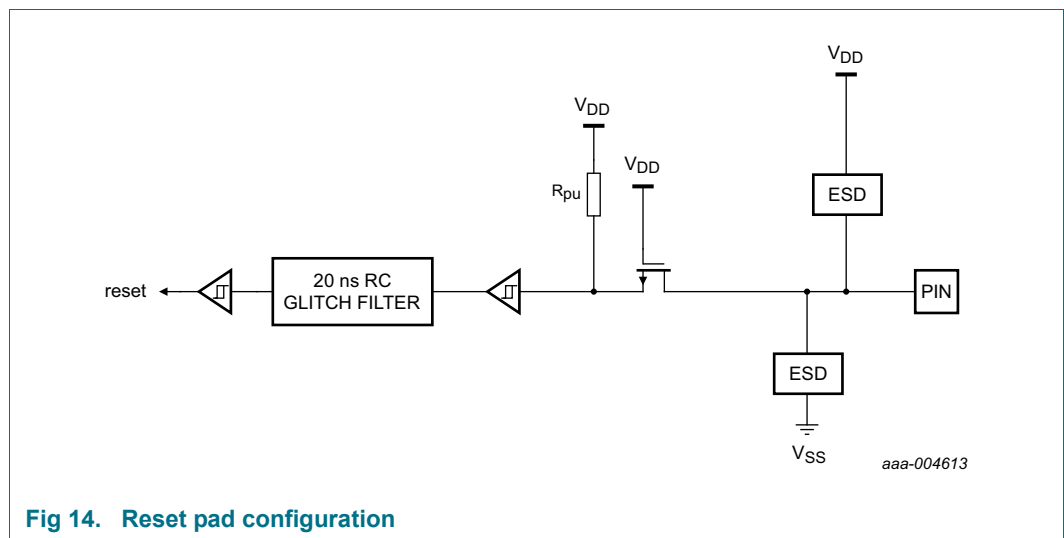 VDD
VDD
VDD
Rpu
ESD
reset
20 ns RC
GLITCH FILTER
PIN
ESD
VSS
aaa-004613
Fig 14. Reset pad configuration